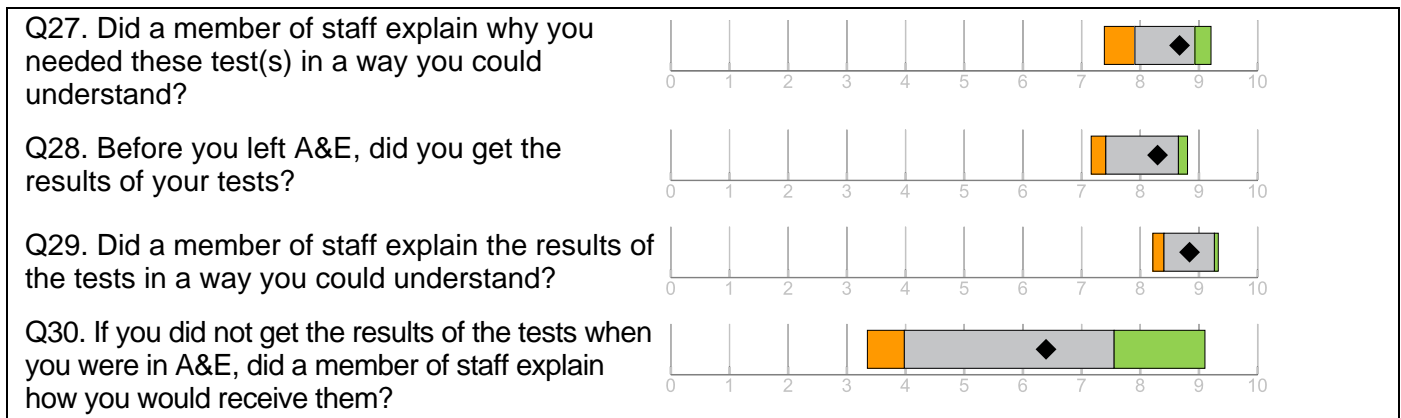 Q27. Did a member of staff explain why you
needed these test(s) in a way you could
understand?
0 1 2 3 4 5 6 7 8 9 10
Q28. Before you left A&E, did you get the
results of your tests?
0 1 2 3 4 5 6 7 8 9 10
Q29. Did a member of staff explain the results of
the tests in a way you could understand?
0 1 2 3 4 5 6 7 8 9 10
Q30. If you did not get the results of the tests when
you were in A&E, did a member of staff explain
how you would receive them?
0 1 2 3 4 5 6 7 8 9 10